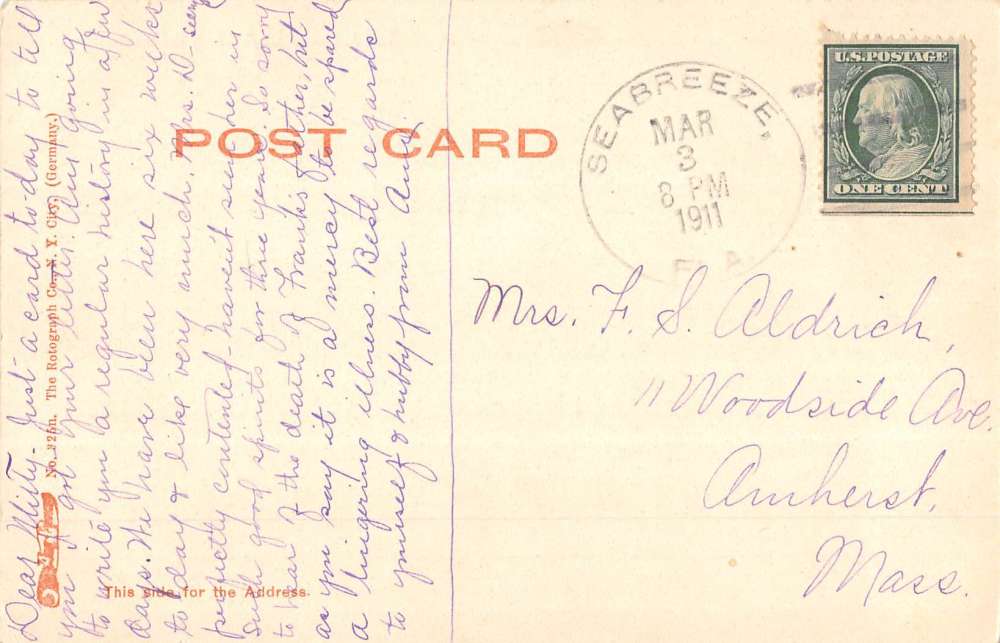 Dear Mitty. Just a card to-day to tell
you I got your letter. Am going
to write you a regular history in a few
days. We have been here six weeks
to-day & like very much. Mrs. D- seems
perfectly contented - haven't seen her in
such good spirits for three years. So sorry
to hear of the death of Frank's father, but
as you say it is a mercy to be spared
a lingering illness. Best regards
to yourself & hubby from Amy.
No. 225n. The Rotograph Co., N. Y. City. (Germany.)
POST CARD
This side for the Address.
SEABREEZE,
MAR
3
8 PM
1911
FLA.
U.S. POSTAGE
ONE CENT
Mrs. F. S. Aldrich,
11 Woodside Ave.
Amherst,
Mass.